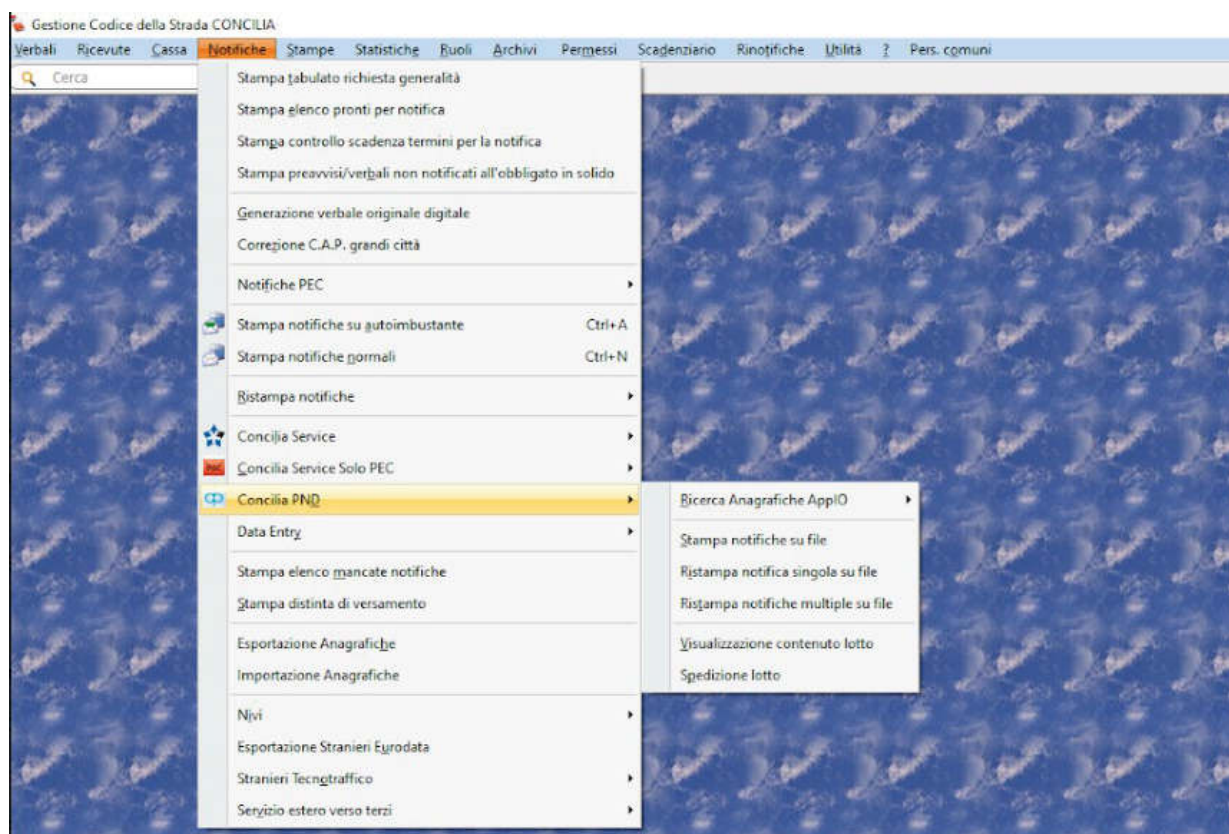 Gestione Codice della Strada CONCILIA
Verbali Ricevute Cassa Notifiche Stampe Statistiche Ruoli Archivi Permessi Scadenziario Rinotifiche Utilità ? Pers. comuni
Cerca
Stampa tabulato richiesta generalità
Stampa elenco pronti per notifica
Stampa controllo scadenza termini per la notifica
Stampa preavvisi/verbali non notificati all'obbligato in solido
Generazione verbale originale digitale
Correzione C.A.P. grandi città
Notifiche PEC
Stampa notifiche su autoimbustante Ctrl+A
Stampa notifiche normali Ctrl+N
Ristampa notifiche
Concilia Service
PEC Concilia Service Solo PEC
Concilia PND
Data Entry
Stampa elenco mancate notifiche
Stampa distinta di versamento
Esportazione Anagrafiche
Importazione Anagrafiche
Nivi
Esportazione Stranieri Eurodata
Stranieri Tecnotraffico
Servizio estero verso terzi
Ricerca Anagrafiche AppIO
Stampa notifiche su file
Ristampa notifica singola su file
Ristampa notifiche multiple su file
Visualizzazione contenuto lotto
Spedizione lotto